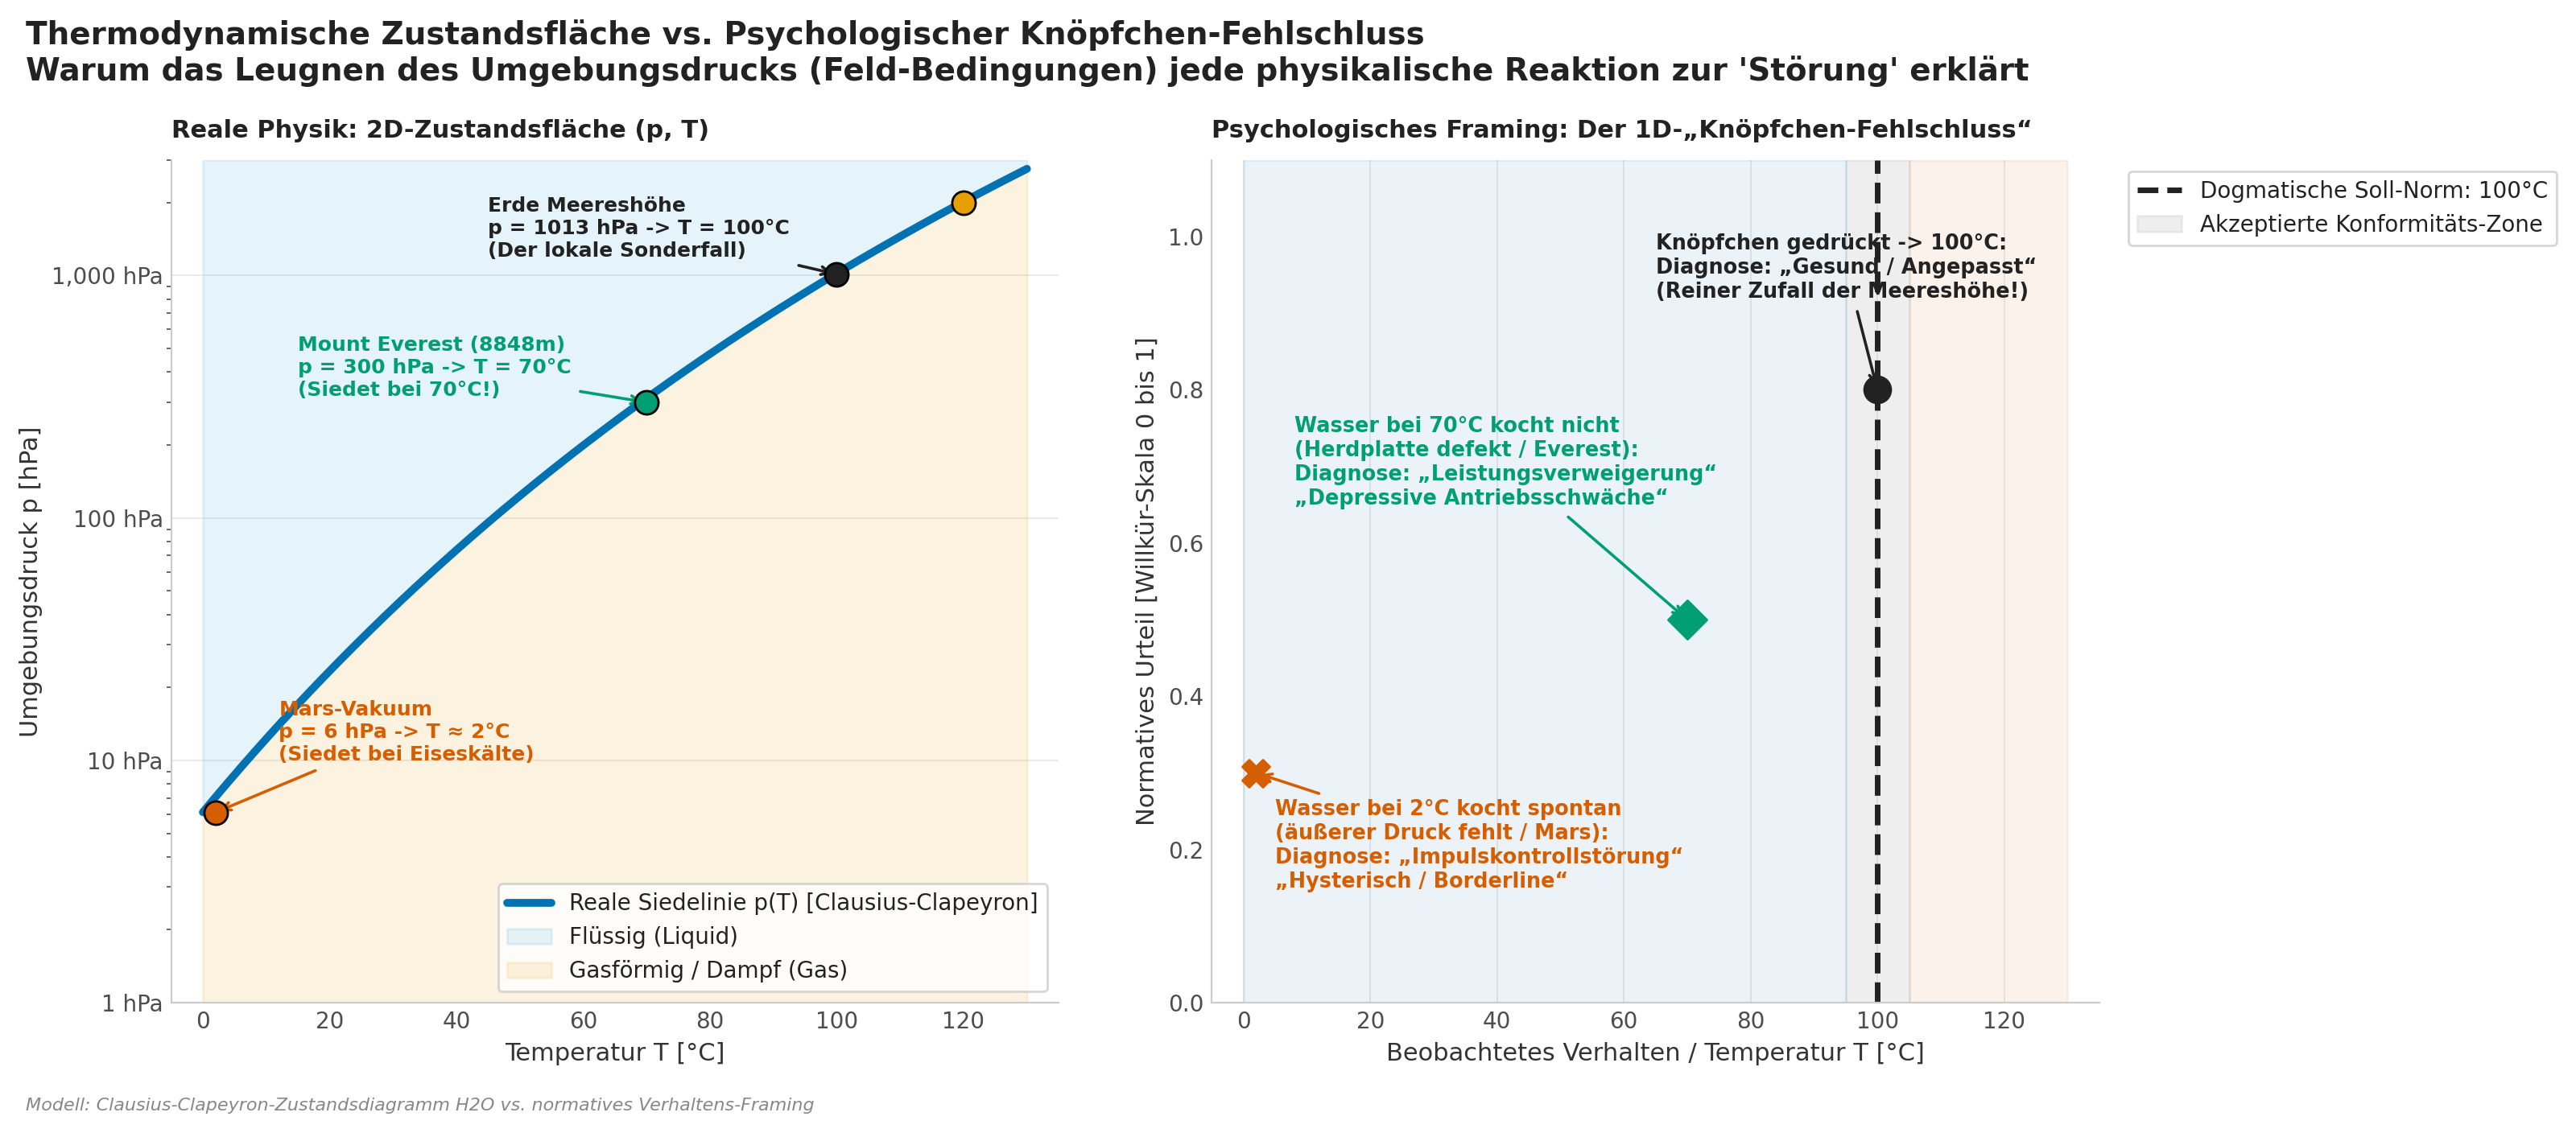 Thermodynamische Zustandsfläche vs. Psychologischer Knöpfchen-Fehlschluss
Warum das Leugnen des Umgebungsdrucks (Feld-Bedingungen) jede physikalische Reaktion zur 'Störung' erklärt
Reale Physik: 2D-Zustandsfläche (p, T)
Umgebungsdruck p [hPa]
1,000 hPa
100 hPa
10 hPa
1 hPa
Erde Meereshöhe
p = 1013 hPa -> T = 100°C
(Der lokale Sonderfall)
Mount Everest (8848m)
p = 300 hPa -> T = 70°C
(Siedet bei 70°C!)
Mars-Vakuum
p = 6 hPa -> T ≈ 2°C
(Siedet bei Eiseskälte)
Reale Siedelinie p(T) [Clausius-Clapeyron]
Flüssig (Liquid)
Gasförmig / Dampf (Gas)
0 20 40 60 80 100 120
Temperatur T [°C]
Psychologisches Framing: Der 1D-„Knöpfchen-Fehlschluss“
Normatives Urteil [Willkür-Skala 0 bis 1]
1.0
0.8
0.6
0.4
0.2
0.0
Knöpfchen gedrückt -> 100°C:
Diagnose: „Gesund / Angepasst“
(Reiner Zufall der Meereshöhe!)
Wasser bei 70°C kocht nicht
(Herdplatte defekt / Everest):
Diagnose: „Leistungsverweigerung“
„Depressive Antriebsschwäche“
Wasser bei 2°C kocht spontan
(äußerer Druck fehlt / Mars):
Diagnose: „Impulskontrollstörung“
„Hysterisch / Borderline“
0 20 40 60 80 100 120
Beobachtetes Verhalten / Temperatur T [°C]
Dogmatische Soll-Norm: 100°C
Akzeptierte Konformitäts-Zone
Modell: Clausius-Clapeyron-Zustandsdiagramm H2O vs. normatives Verhaltens-Framing